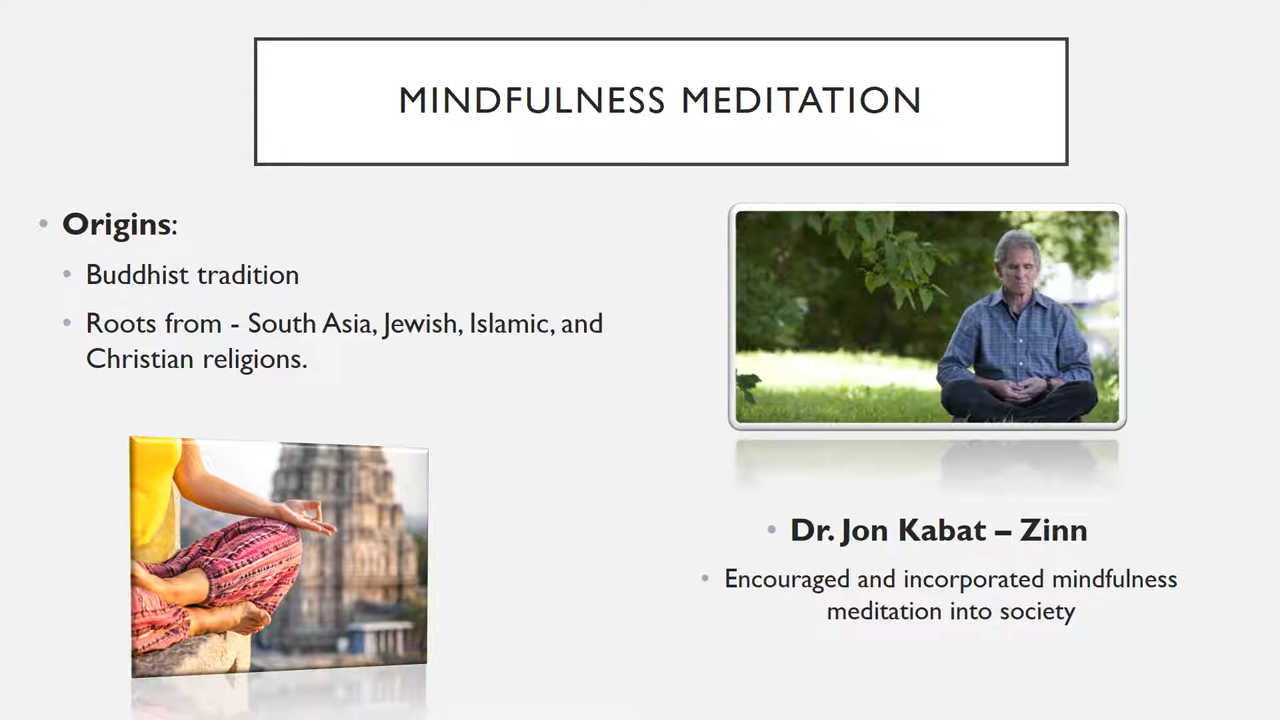 MINDFULNESS MEDITATION
Origins:
Buddhist tradition
Roots from - South Asia, Jewish, Islamic, and
Christian religions.
Dr. Jon Kabat – Zinn
Encouraged and incorporated mindfulness
meditation into society